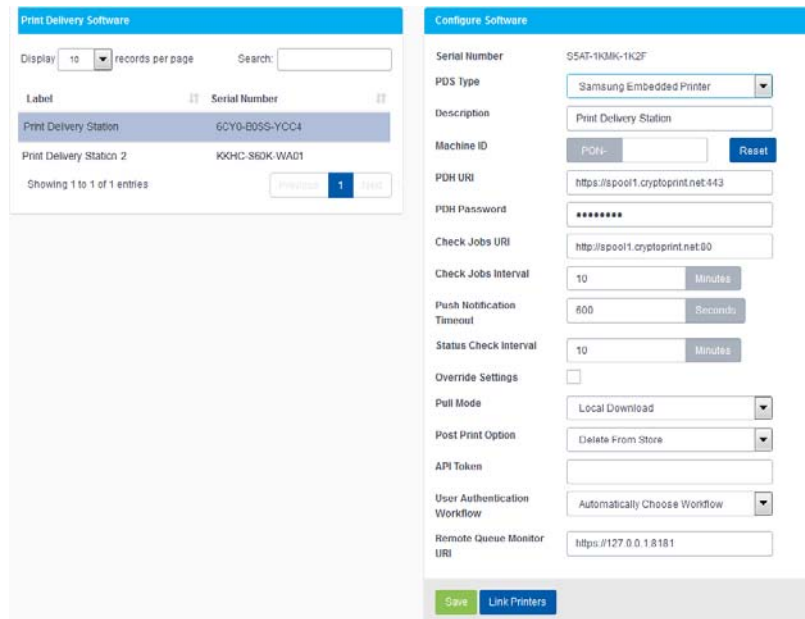 Print Delivery Software
Display 10 records per page Search:
Label Serial Number
Print Delivery Station 6CY0-B05S-YCC4
Print Delivery Station 2 KKHC-S60K-WA01
Showing 1 to 1 of 1 entries Previous 1 Next
Configure Software
Serial Number S5AT-1KMK-1K2F
PDS Type Samsung Embedded Printer
Description Print Delivery Station
Machine ID PON- Reset
PDH URI https://spool1.cryptoprint.net:443
PDH Password ••••••••
Check Jobs URI http://spool1.cryptoprint.net:80
Check Jobs Interval 10 Minutes
Push Notification
Timeout 600 Seconds
Status Check Interval 10 Minutes
Override Settings
Pull Mode Local Download
Post Print Option Delete From Store
API Token
User Authentication
Workflow Automatically Choose Workflow
Remote Queue Monitor
URI https://127.0.0.1:8181
Save Link Printers